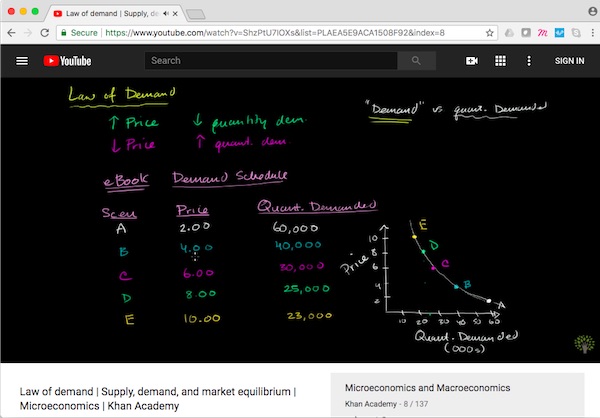 Law of demand | Supply, de
Secure | https://www.youtube.com/watch?v=ShzPtU7IOXs&list=PLAEA5E9ACA1508F92&index=8
YouTube
Search
SIGN IN
Law of Demand
"Demand" vs quant. Demanded
↑ Price ↓ quantity dem.
↓ Price ↑ quant. dem.
eBook Demand Schedule
Scen Price Quant. Demanded
A 2.00 60,000
B 4.00 40,000
C 6.00 30,000
D 8.00 25,000
E 10.00 23,000
Price
10
8
6
4
2
E
D
C
B
A
10 20 30 40 50 60
Quant. Demanded
(000s)
Law of demand | Supply, demand, and market equilibrium |
Microeconomics | Khan Academy
Microeconomics and Macroeconomics
Khan Academy - 8 / 137